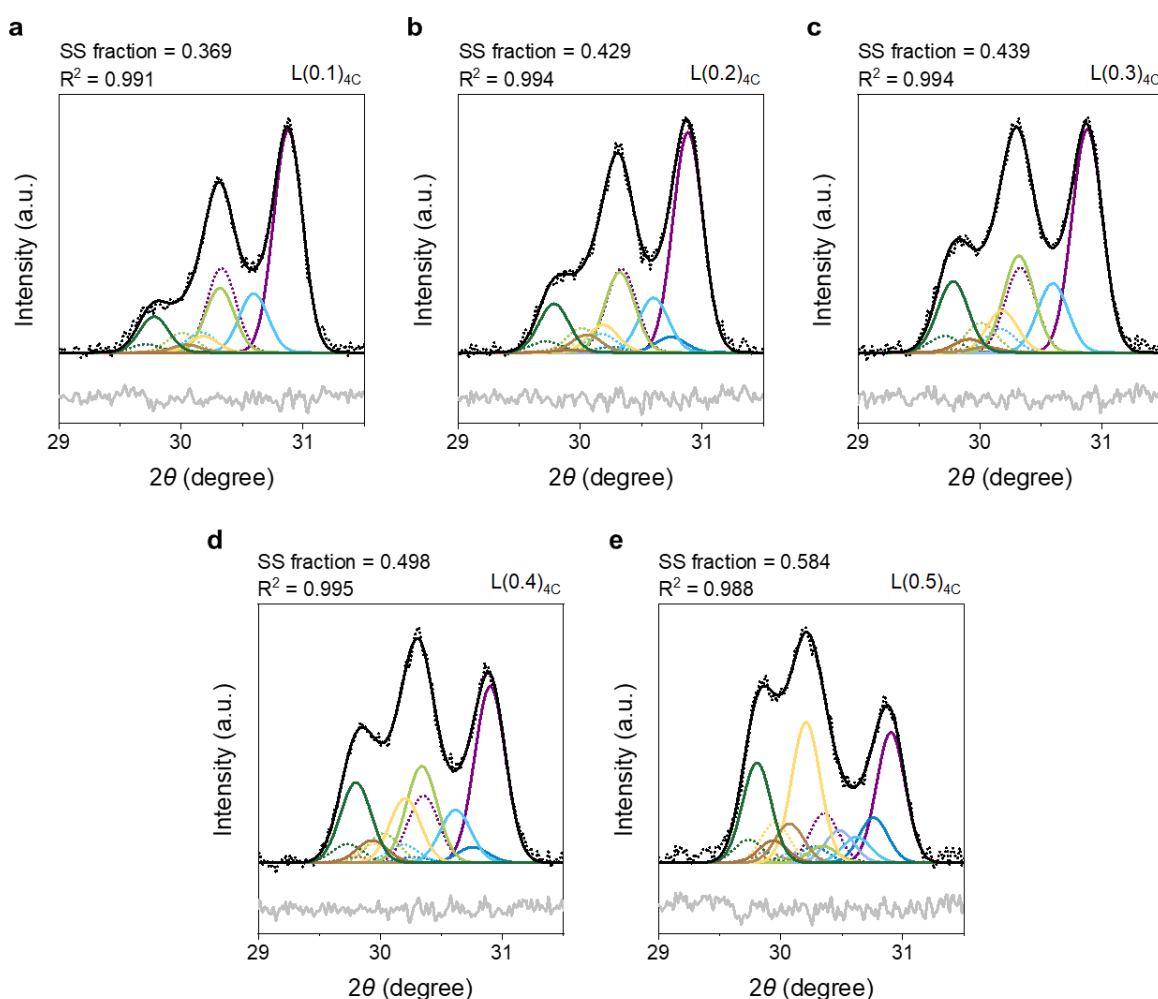 a
SS fraction = 0.369
R² = 0.991
L(0.1)₄C
Intensity (a.u.)
29
30
31
2θ (degree)
b
SS fraction = 0.429
R² = 0.994
L(0.2)₄C
Intensity (a.u.)
29
30
31
2θ (degree)
c
SS fraction = 0.439
R² = 0.994
L(0.3)₄C
Intensity (a.u.)
29
30
31
2θ (degree)
d
SS fraction = 0.498
R² = 0.995
L(0.4)₄C
Intensity (a.u.)
29
30
31
2θ (degree)
e
SS fraction = 0.584
R² = 0.988
L(0.5)₄C
Intensity (a.u.)
29
30
31
2θ (degree)